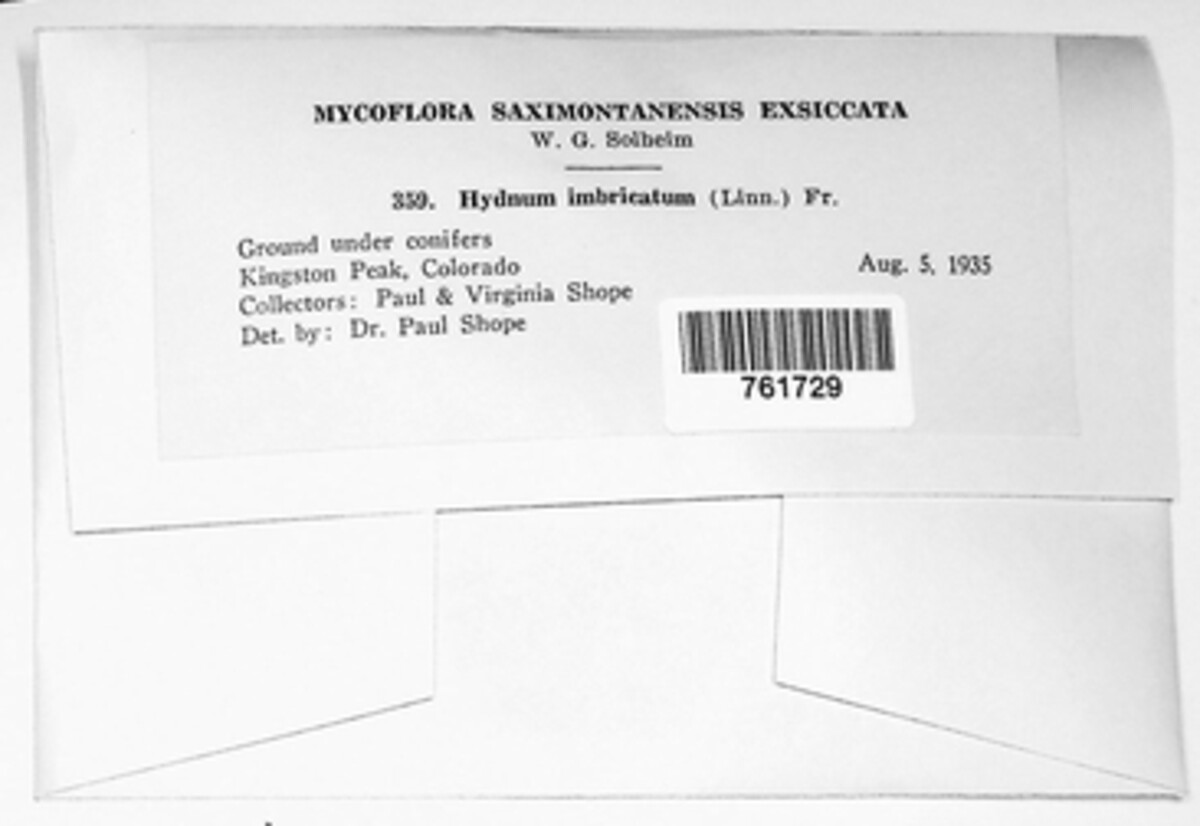 MYCOFLORA SAXIMONTANENSIS EXSICCATA
W. G. Solheim
359. Hydnum imbricatum (Linn.) Fr.
Ground under conifers
Kingston Peak, Colorado
Aug. 5, 1935
Collectors: Paul & Virginia Shope
Det. by: Dr. Paul Shope
761729